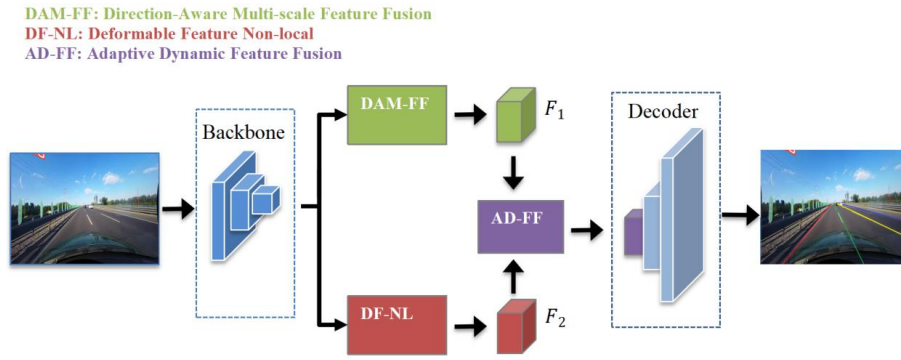 DAM-FF: Direction-Aware Multi-scale Feature Fusion
DF-NL: Deformable Feature Non-local
AD-FF: Adaptive Dynamic Feature Fusion
Backbone
DAM-FF
F1
Decoder
AD-FF
DF-NL
F2